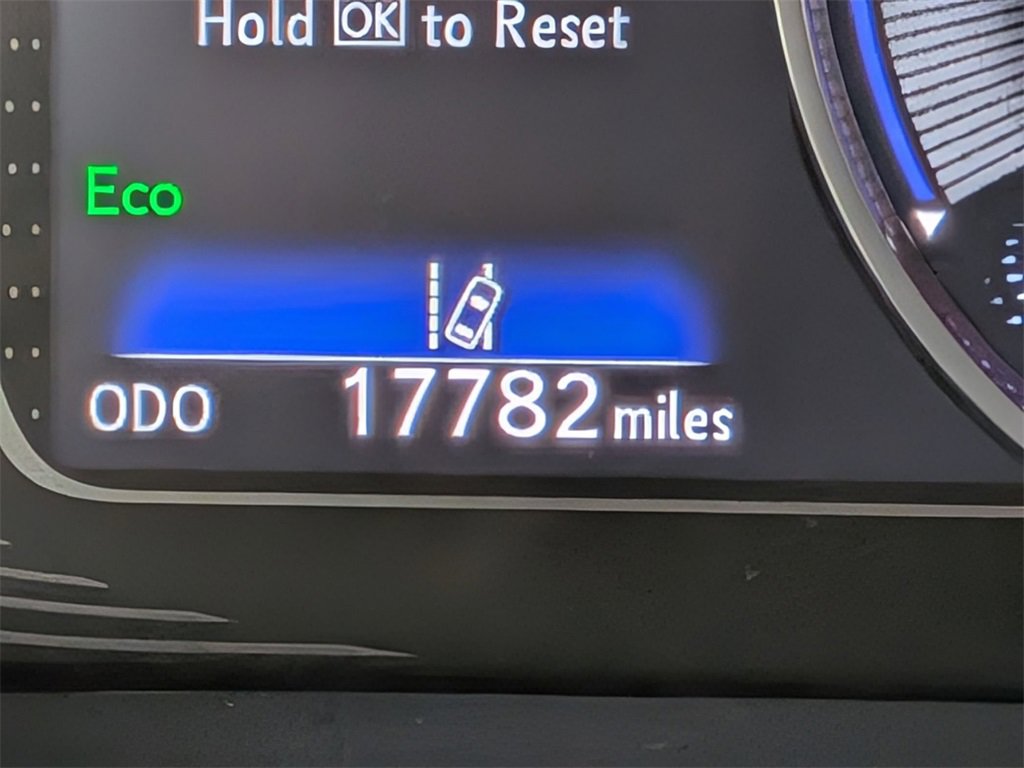 Hold OK to Reset
Eco
ODO 17782 miles